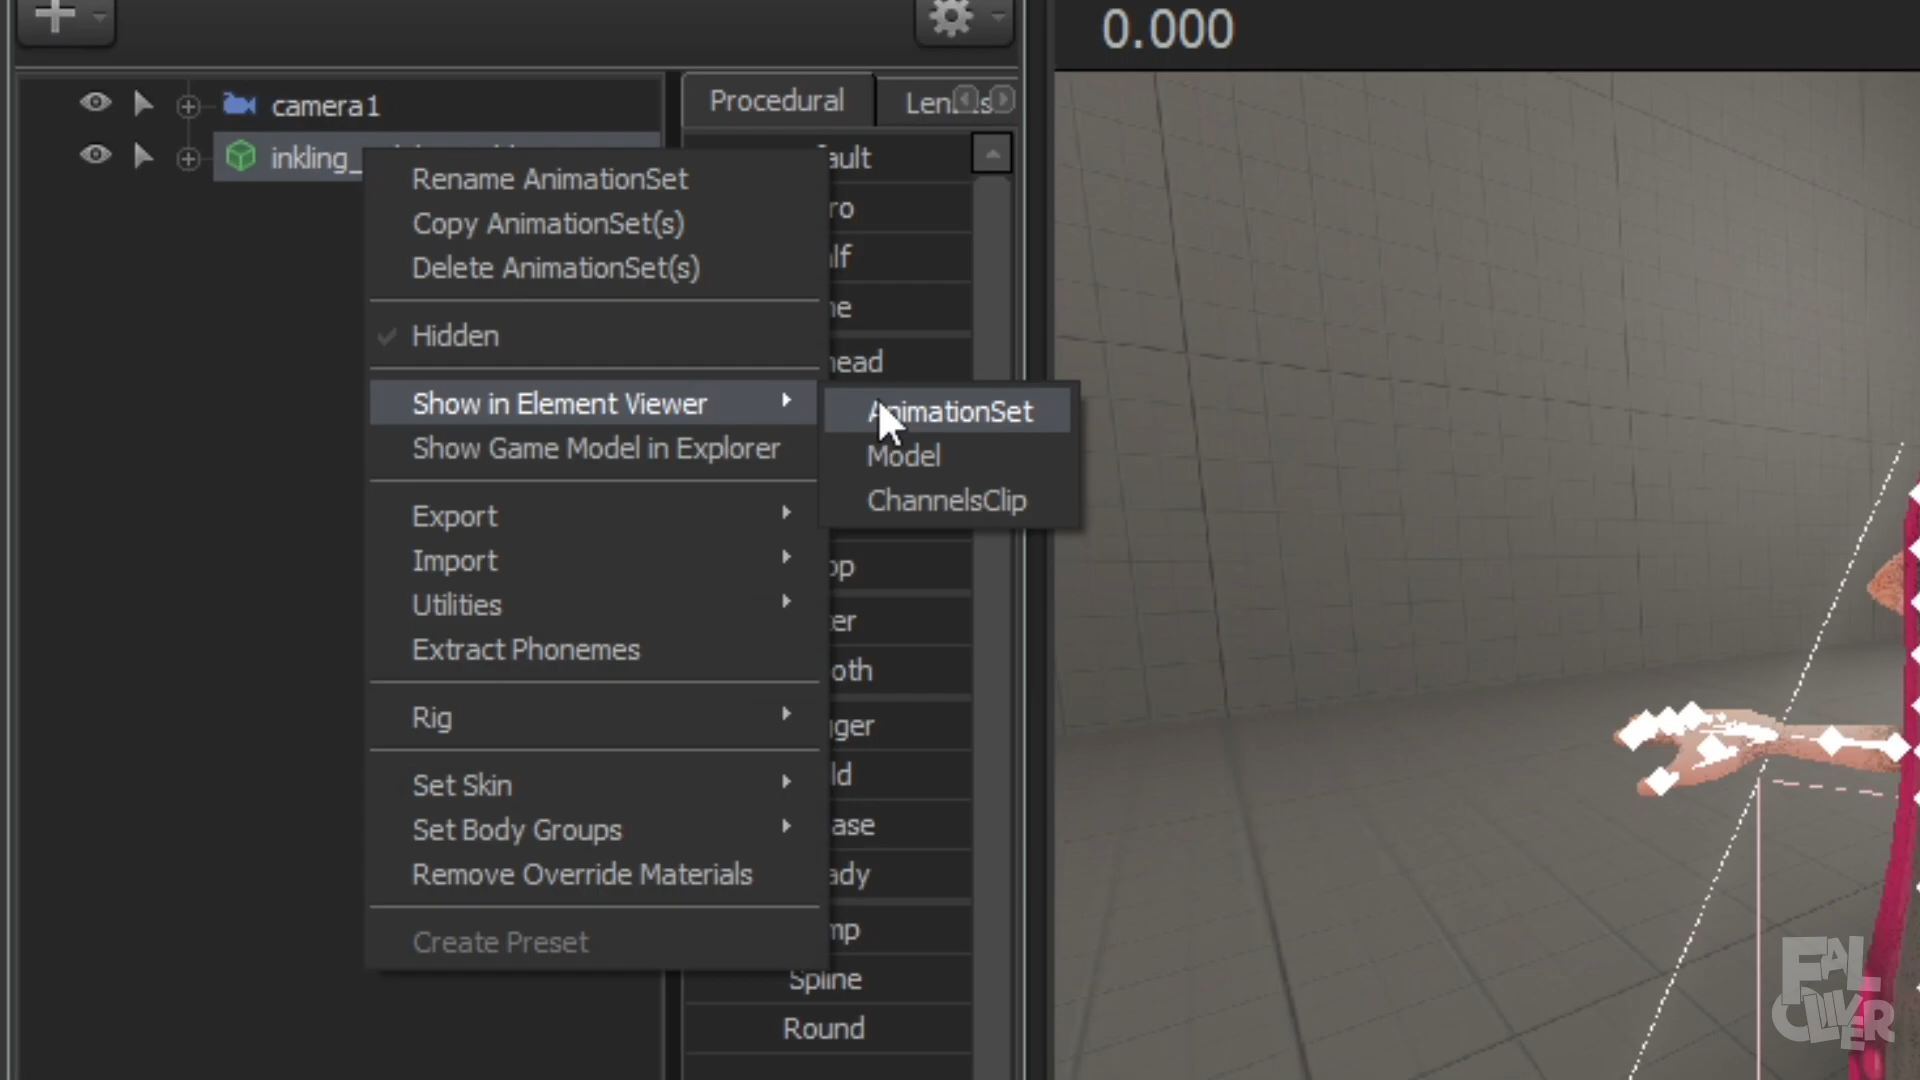 0.000
camera1
inkling_
Procedural
Rename AnimationSet
Copy AnimationSet(s)
Delete AnimationSet(s)
Hidden
Show in Element Viewer
Show Game Model in Explorer
AnimationSet
Model
ChannelsClip
Export
Import
Utilities
Extract Phonemes
Rig
Set Skin
Set Body Groups
Remove Override Materials
Create Preset
Spline
Round
FAL
CLIVER